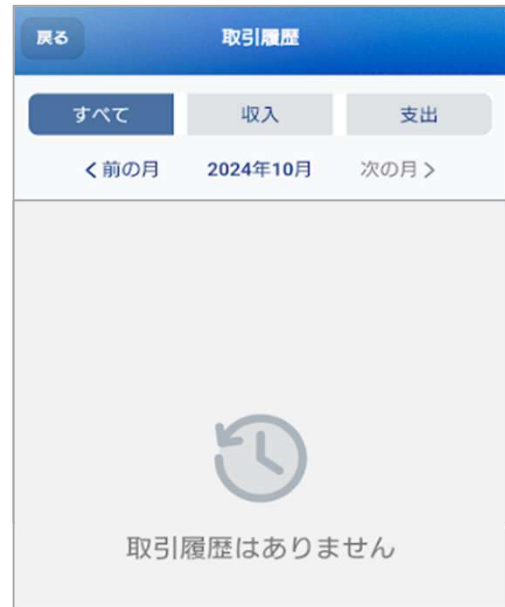 戻る 取引履歴
すべて 収入 支出
<前の月 2024年10月 次の月>
取引履歴はありません